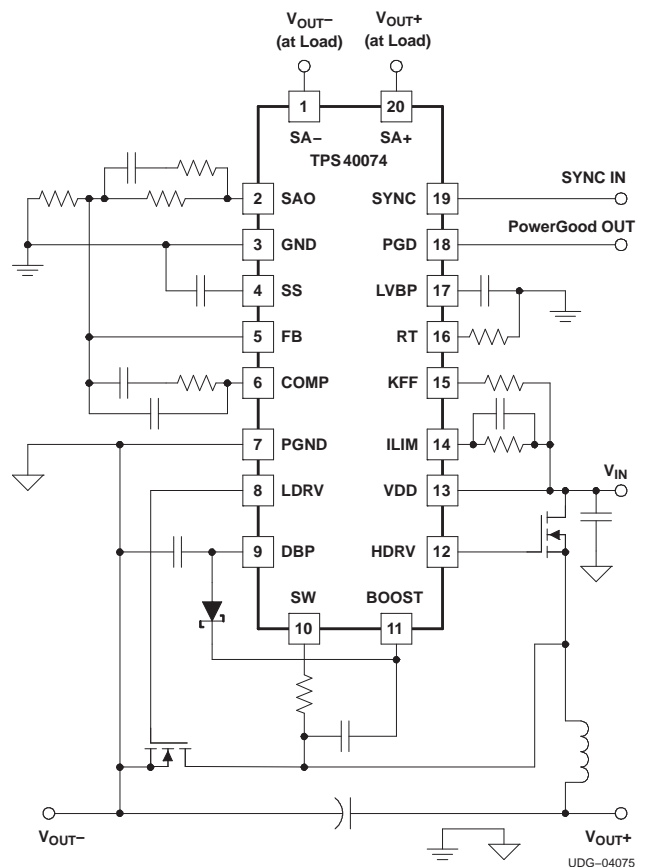 VOUT− VOUT+
(at Load) (at Load)
1 20
SA− SA+
TPS40074
SYNC IN
2 SAO SYNC 19
PowerGood OUT
3 GND PGD 18
4 SS LVBP 17
5 FB RT 16
6 COMP KFF 15
7 PGND ILIM 14
VIN
8 LDRV VDD 13
9 DBP HDRV 12
SW BOOST
10 11
VOUT− VOUT+
UDG−04075